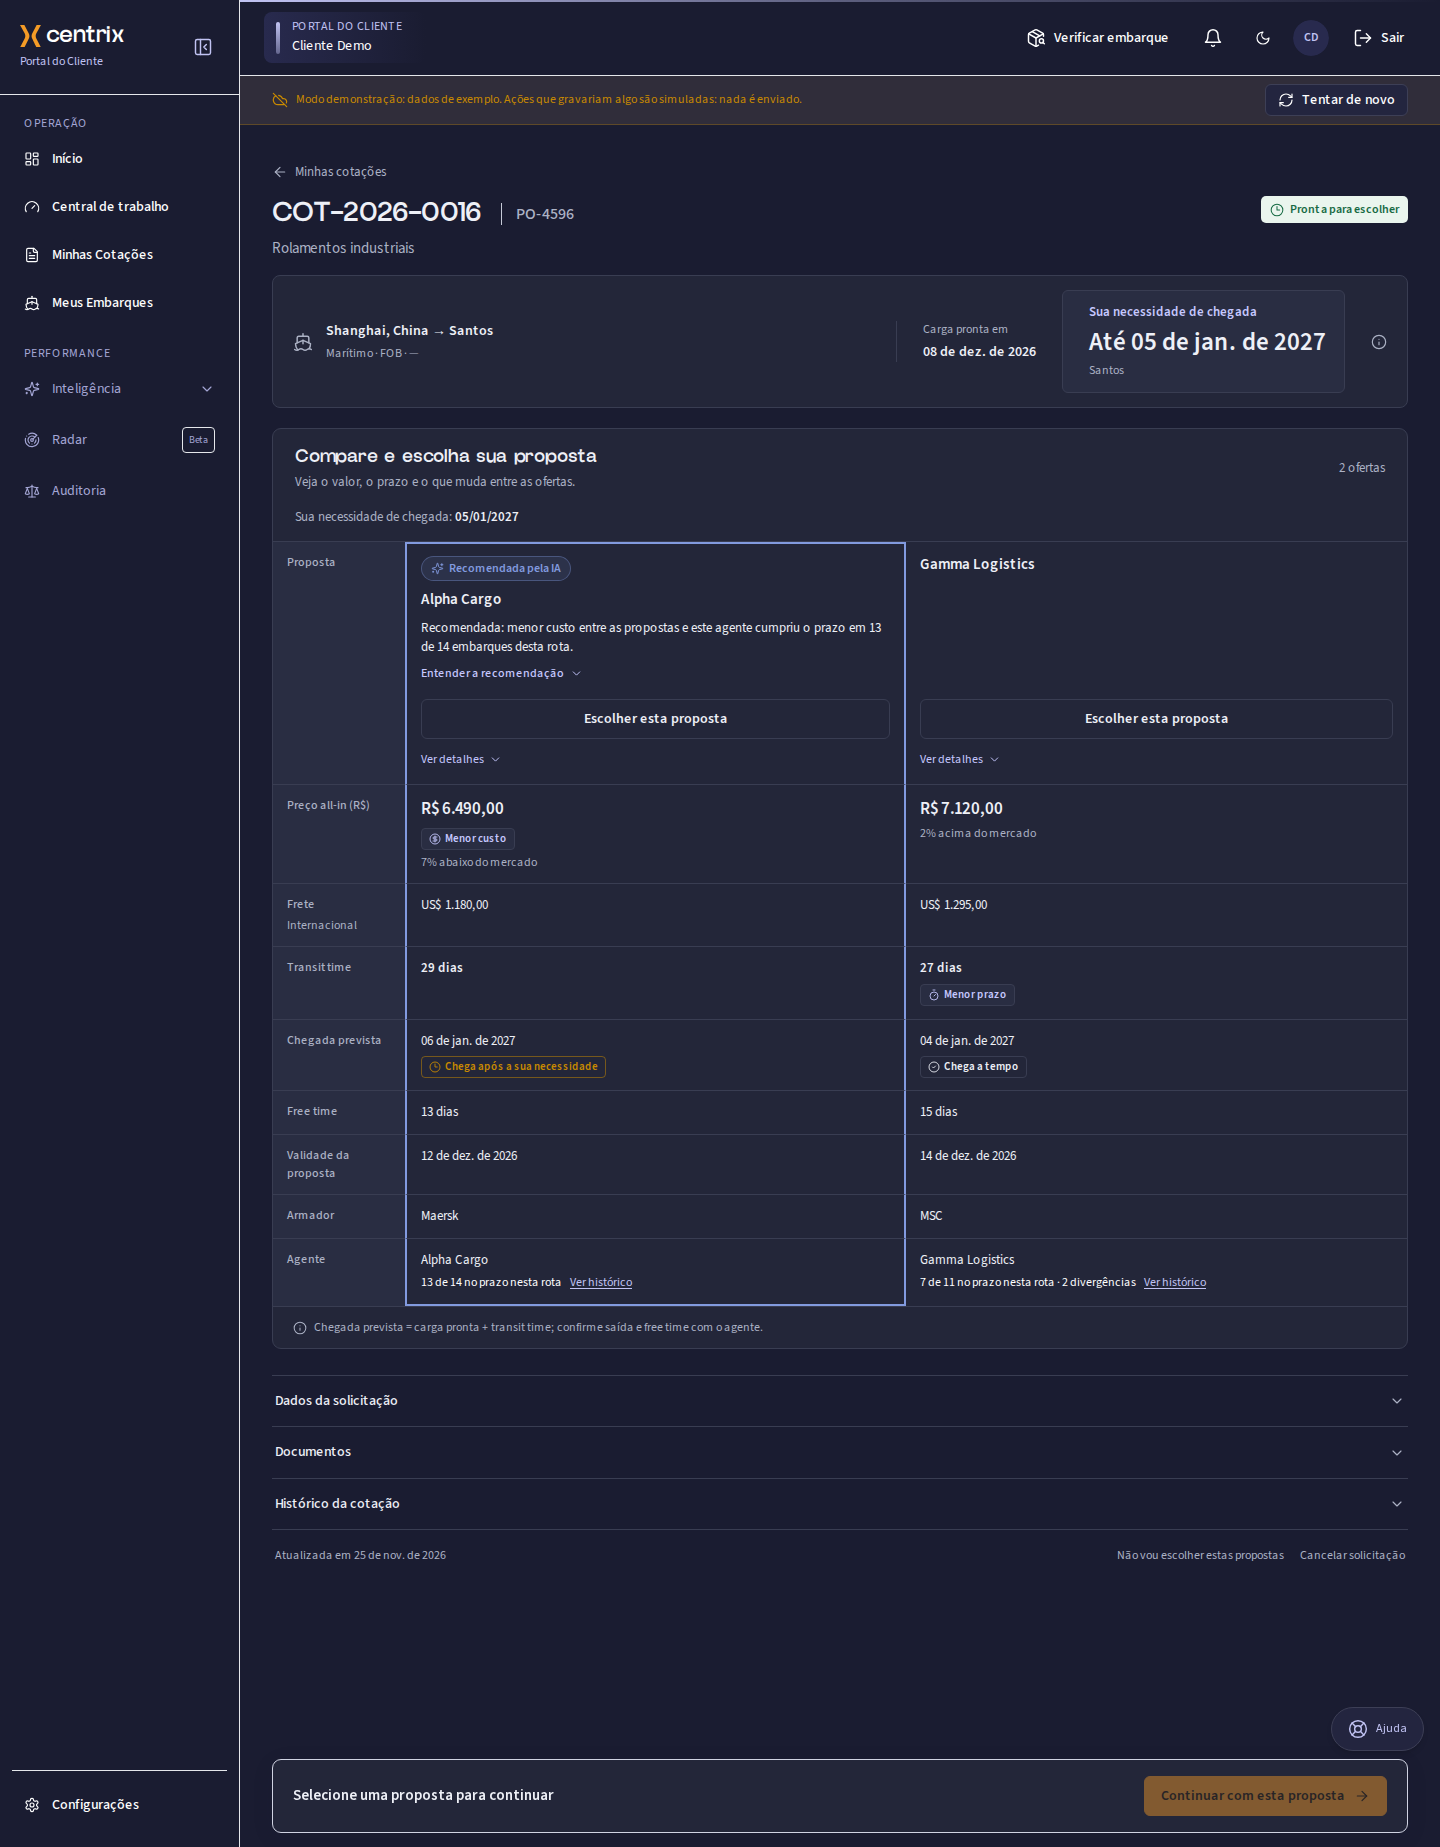 centrix
Portal do Cliente
OPERAÇÃO
Início
Central de trabalho
Minhas Cotações
Meus Embarques
PERFORMANCE
Inteligência
Radar
Beta
Auditoria
Configurações
PORTAL DO CLIENTE
Cliente Demo
Verificar embarque
CD
Sair
Modo demonstração: dados de exemplo. Ações que gravariam algo são simuladas: nada é enviado.
Tentar de novo
Minhas cotações
COT-2026-0016
PO-4596
Pronta para escolher
Rolamentos industriais
Shanghai, China → Santos
Marítimo · FOB · —
Carga pronta em
08 de dez. de 2026
Sua necessidade de chegada
Até 05 de jan. de 2027
Santos
Compare e escolha sua proposta
Veja o valor, o prazo e o que muda entre as ofertas.
2 ofertas
Sua necessidade de chegada: 05/01/2027
Proposta
Recomendada pela IA
Alpha Cargo
Recomendada: menor custo entre as propostas e este agente cumpriu o prazo em 13
de 14 embarques desta rota.
Entender a recomendação
Escolher esta proposta
Ver detalhes
Gamma Logistics
Escolher esta proposta
Ver detalhes
Preço all-in (R$)
R$ 6.490,00
Menor custo
7% abaixo do mercado
R$ 7.120,00
2% acima do mercado
Frete
Internacional
US$ 1.180,00
US$ 1.295,00
Transit time
29 dias
27 dias
Menor prazo
Chegada prevista
06 de jan. de 2027
Chega após a sua necessidade
04 de jan. de 2027
Chega a tempo
Free time
13 dias
15 dias
Validade da
proposta
12 de dez. de 2026
14 de dez. de 2026
Armador
Maersk
MSC
Agente
Alpha Cargo
13 de 14 no prazo nesta rota Ver histórico
Gamma Logistics
7 de 11 no prazo nesta rota · 2 divergências Ver histórico
Chegada prevista = carga pronta + transit time; confirme saída e free time com o agente.
Dados da solicitação
Documentos
Histórico da cotação
Atualizada em 25 de nov. de 2026
Não vou escolher estas propostas
Cancelar solicitação
Ajuda
Selecione uma proposta para continuar
Continuar com esta proposta